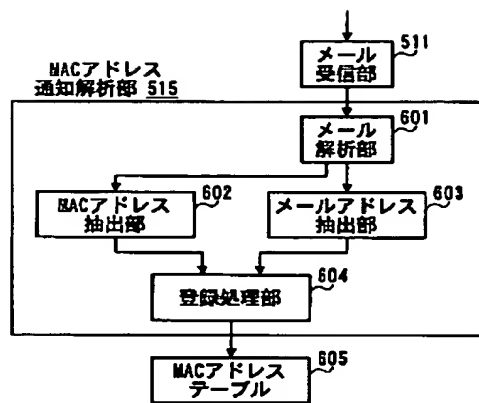 メール
受信部
511
MACアドレス
通知解析部 515
メール
解析部
601
MACアドレス
抽出部
602
メールアドレス
抽出部
603
登録処理部
604
MACアドレス
テーブル
605